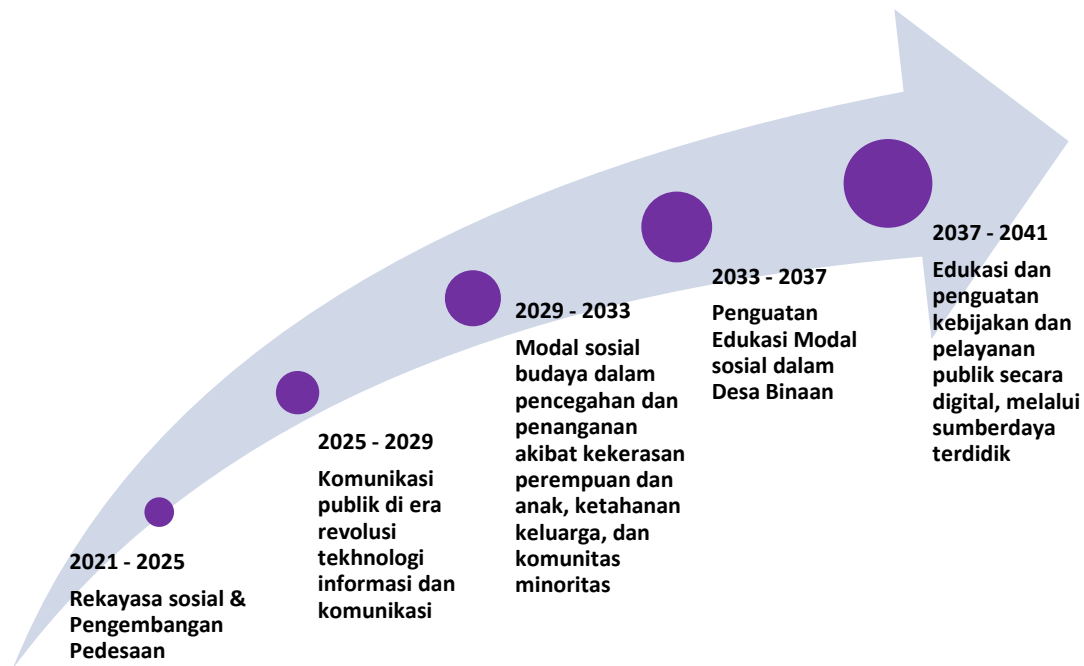 2021 - 2025
Rekayasa sosial &
Pengembangan
Pedesaan
2025 - 2029
Komunikasi
publik di era
revolusi
tekhnologi
informasi dan
komunikasi
2029 - 2033
Modal sosial
budaya dalam
pencegahan dan
penanganan
akibat kekerasan
perempuan dan
anak, ketahanan
keluarga, dan
komunitas
minoritas
2033 - 2037
Penguatan
Edukasi Modal
sosial dalam
Desa Binaan
2037 - 2041
Edukasi dan
penguatan
kebijakan dan
pelayanan
publik secara
digital, melalui
sumberdaya
terdidik